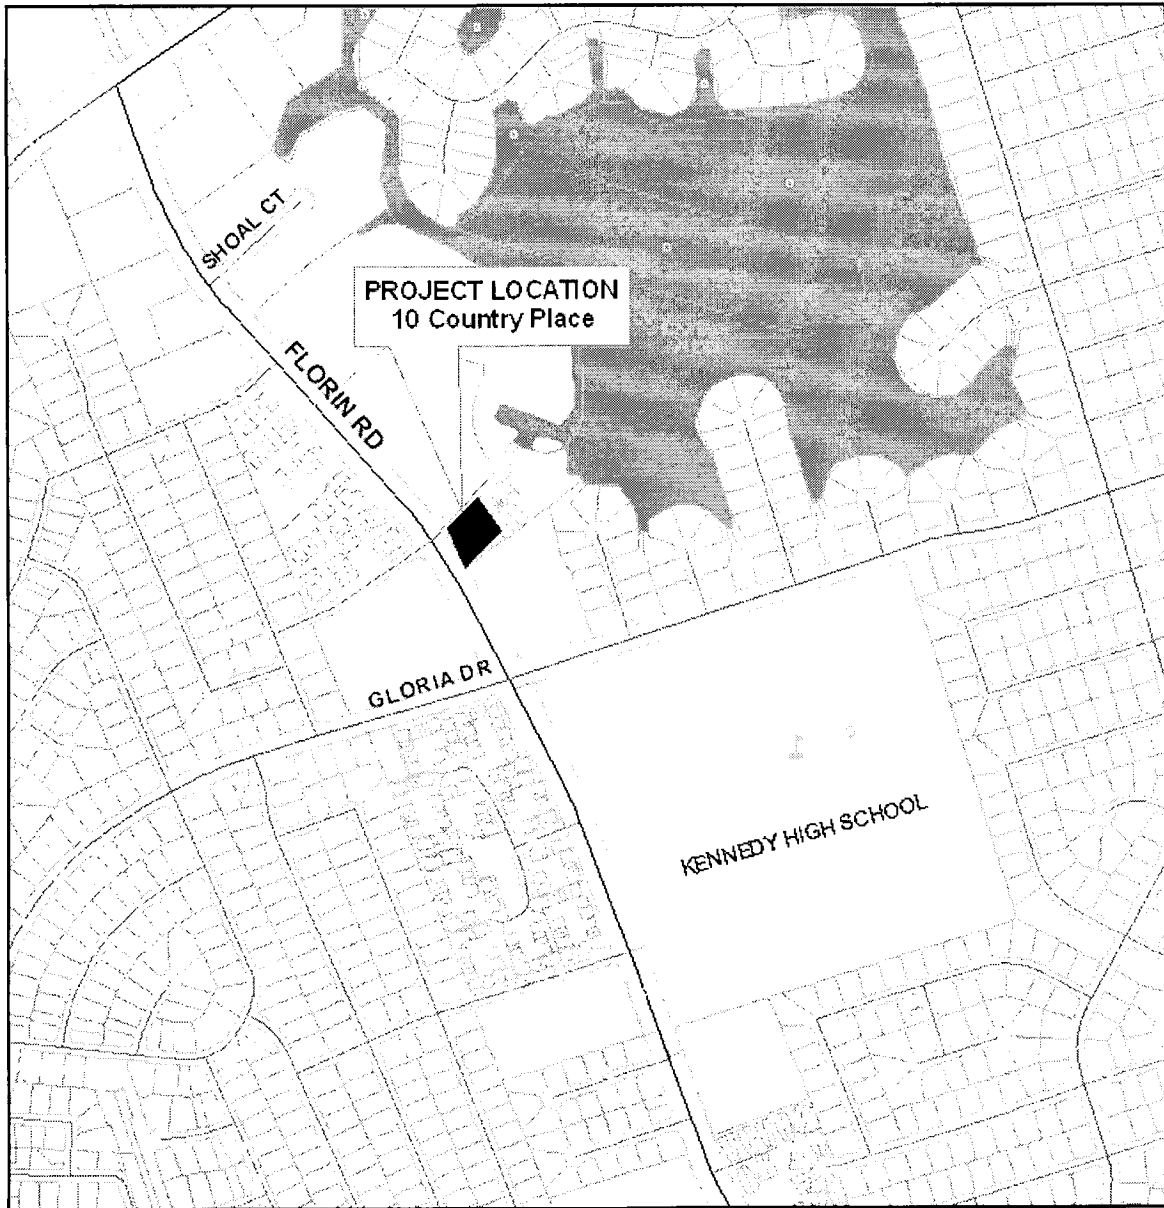 SHOAL CT
PROJECT LOCATION
10 Country Place
FLORIN RD
GLORIA DR
KENNEDY HIGH SCHOOL